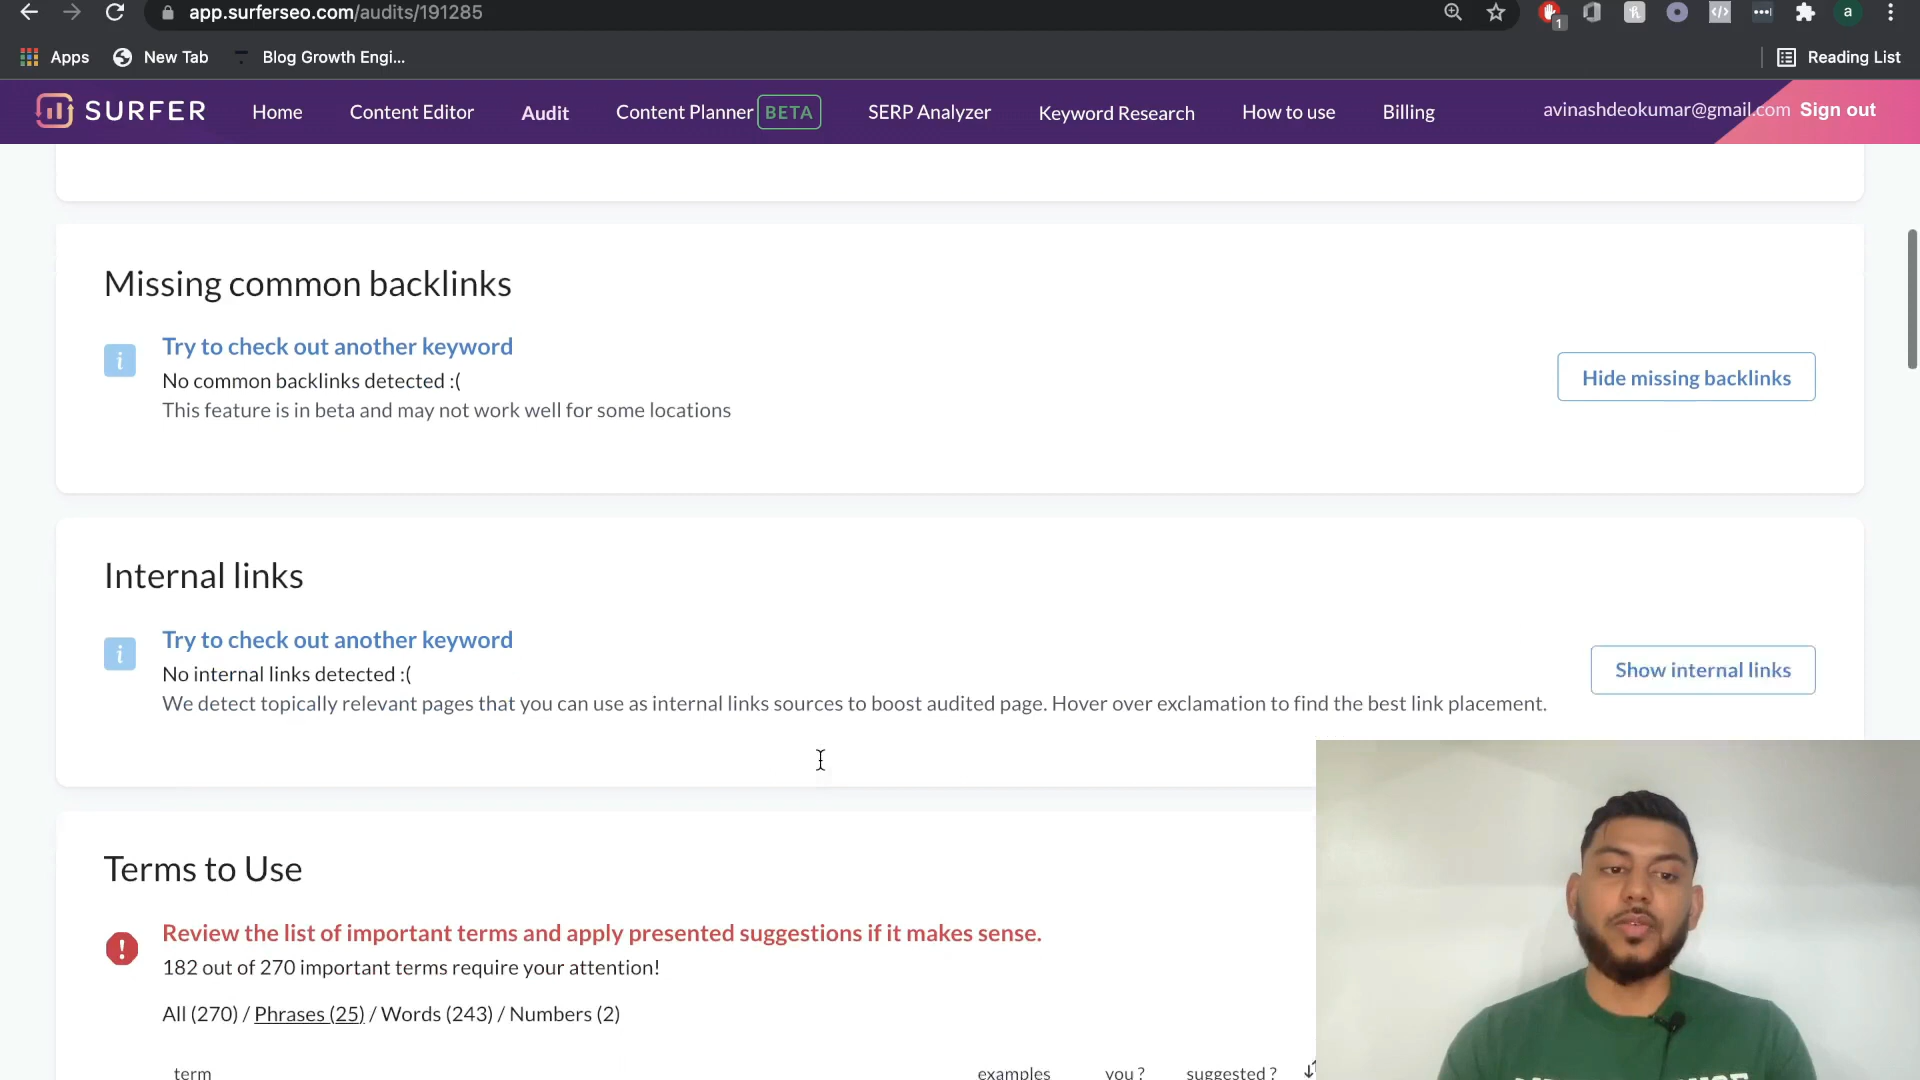 app.surferseo.com/audits/191285
1
a
Apps
New Tab
Blog Growth Engi...
Reading List
SURFER
Home
Content Editor
Audit
Content Planner BETA
SERP Analyzer
Keyword Research
How to use
Billing
avinashdeokumar@gmail.com
Sign out
Missing common backlinks
Try to check out another keyword
No common backlinks detected :(
This feature is in beta and may not work well for some locations
Hide missing backlinks
Internal links
Try to check out another keyword
No internal links detected :(
We detect topically relevant pages that you can use as internal links sources to boost audited page. Hover over exclamation to find the best link placement.
Show internal links
Terms to Use
Review the list of important terms and apply presented suggestions if it makes sense.
182 out of 270 important terms require your attention!
All (270) / Phrases (25) / Words (243) / Numbers (2)
term examples you ? suggested ?